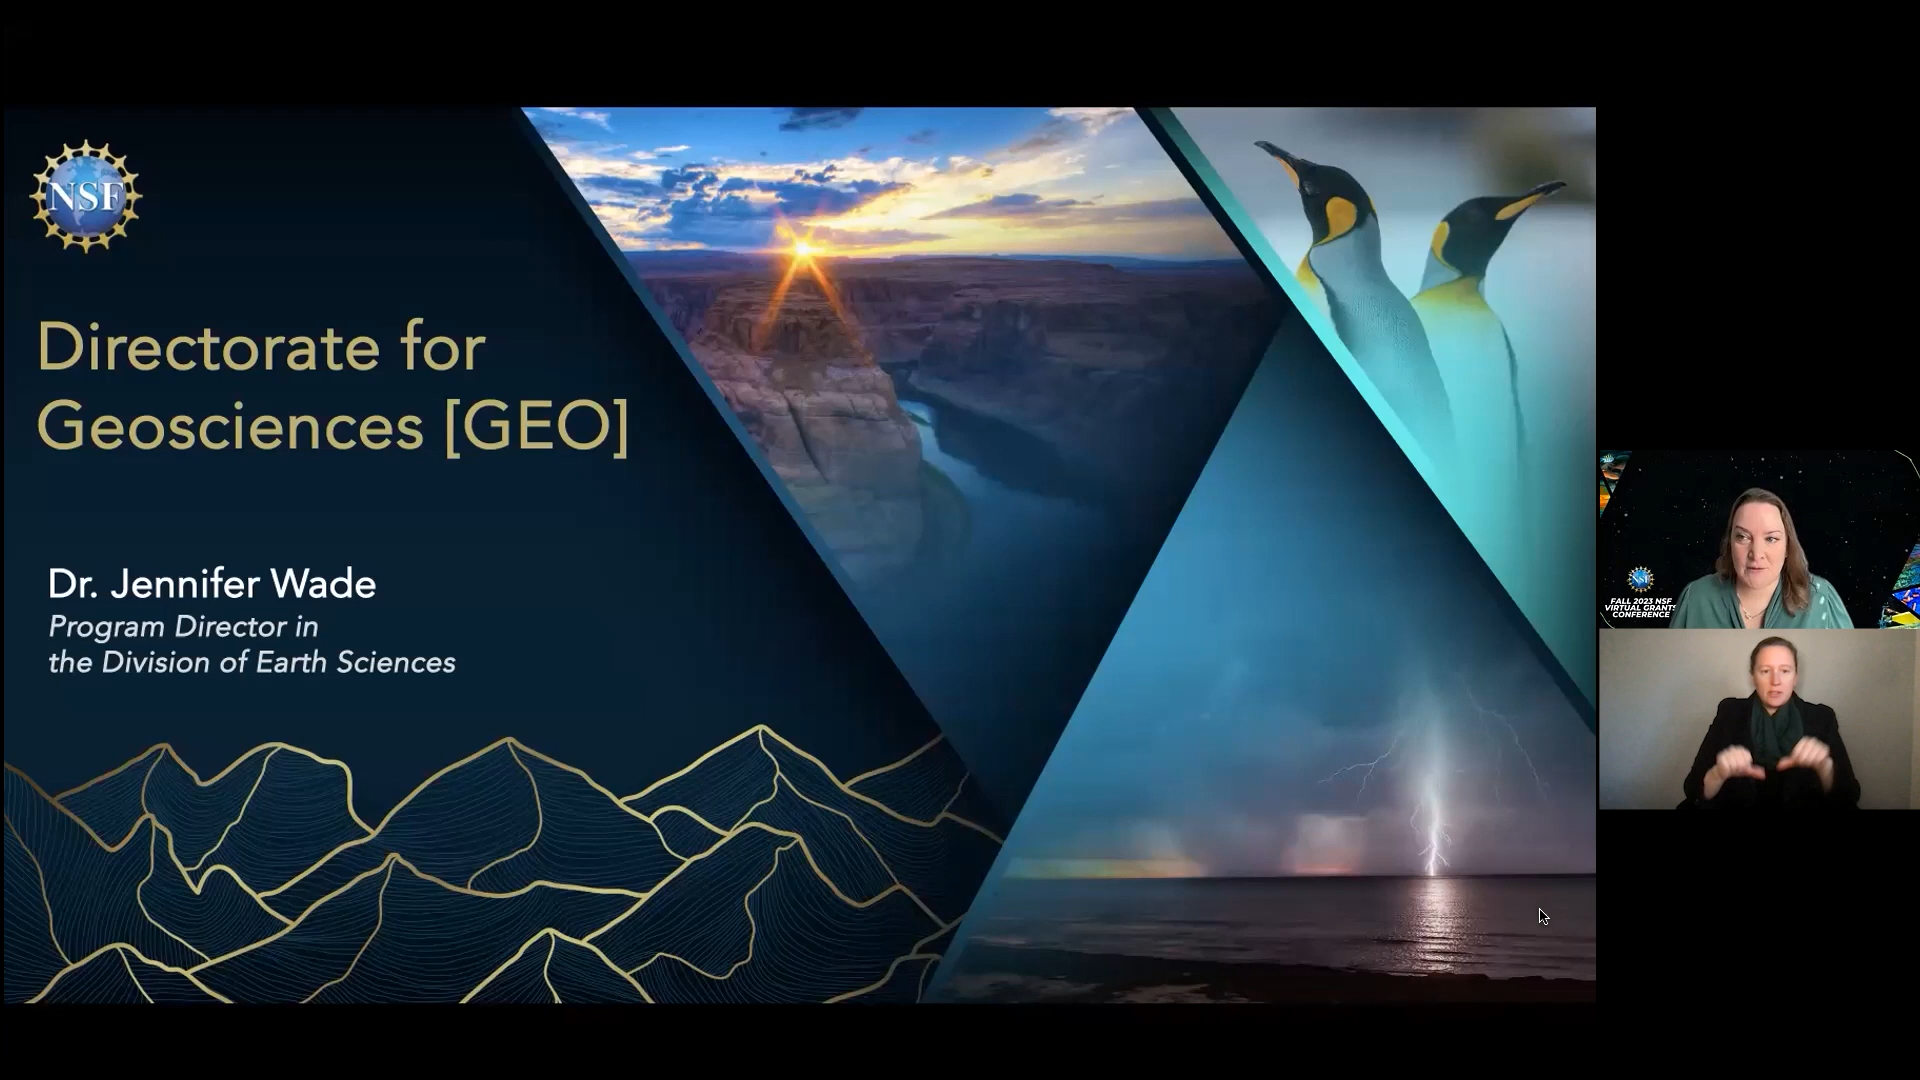 NSF
Directorate for
Geosciences [GEO]
Dr. Jennifer Wade
Program Director in
the Division of Earth Sciences
NSF
FALL 2023 NSF
VIRTUAL GRANTS
CONFERENCE